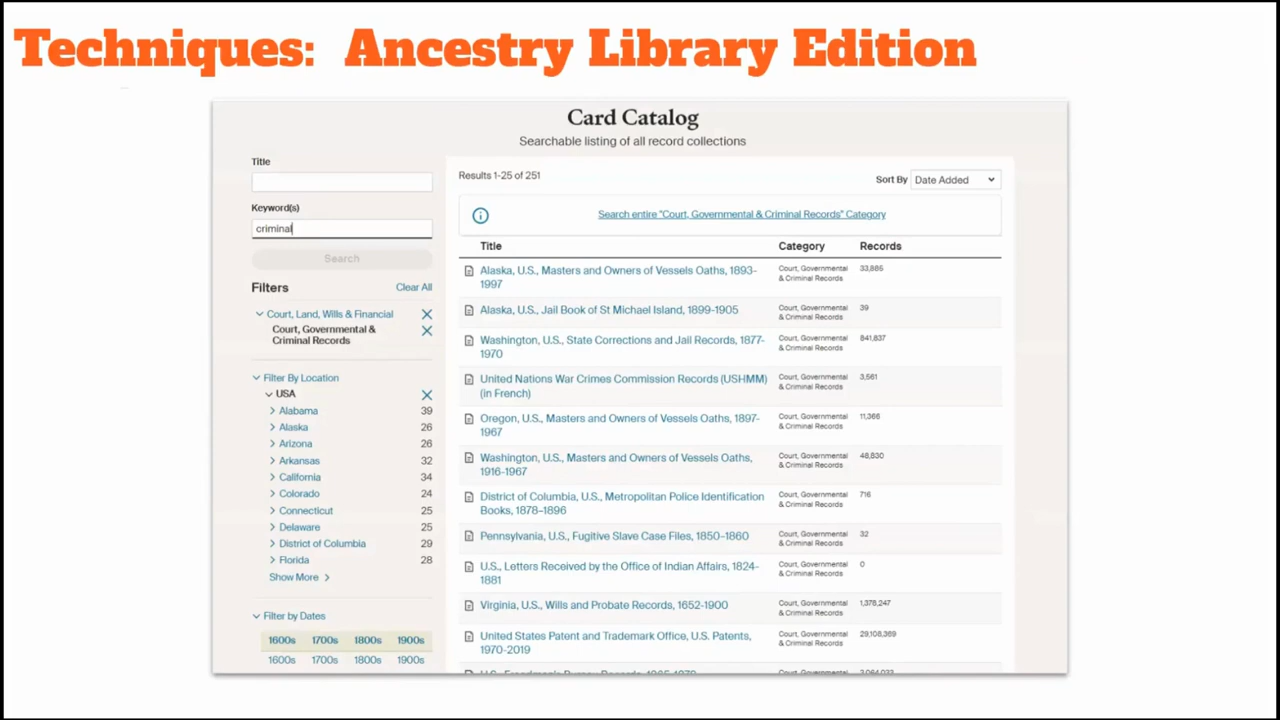 Techniques: Ancestry Library Edition
Card Catalog
Searchable listing of all record collections
Title
Keyword(s)
criminal
Search
Filters Clear All
Court, Land, Wills & Financial
Court, Governmental &
Criminal Records
Filter By Location
USA
Alabama 39
Alaska 26
Arizona 26
Arkansas 32
California 34
Colorado 24
Connecticut 25
Delaware 25
District of Columbia 29
Florida 28
Show More
Filter by Dates
1600s 1700s 1800s 1900s
1600s 1700s 1800s 1900s
Results 1-25 of 251
Sort By Date Added
Search entire "Court, Governmental & Criminal Records" Category
Title Category Records
Alaska, U.S., Masters and Owners of Vessels Oaths, 1893-
1997
Court, Governmental
& Criminal Records
33,885
Alaska, U.S., Jail Book of St Michael Island, 1899-1905
Court, Governmental
& Criminal Records
39
Washington, U.S., State Corrections and Jail Records, 1877-
1970
Court, Governmental
& Criminal Records
841,837
United Nations War Crimes Commission Records (USHMM)
(in French)
Court, Governmental
& Criminal Records
3,561
Oregon, U.S., Masters and Owners of Vessels Oaths, 1897-
1967
Court, Governmental
& Criminal Records
11,366
Washington, U.S., Masters and Owners of Vessels Oaths,
1916-1967
Court, Governmental
& Criminal Records
48,830
District of Columbia, U.S., Metropolitan Police Identification
Books, 1878–1896
Court, Governmental
& Criminal Records
716
Pennsylvania, U.S., Fugitive Slave Case Files, 1850–1860
Court, Governmental
& Criminal Records
32
U.S., Letters Received by the Office of Indian Affairs, 1824-
1881
Court, Governmental
& Criminal Records
0
Virginia, U.S., Wills and Probate Records, 1652-1900
Court, Governmental
& Criminal Records
1,378,247
United States Patent and Trademark Office, U.S. Patents,
1970-2019
Court, Governmental
& Criminal Records
29,108,369